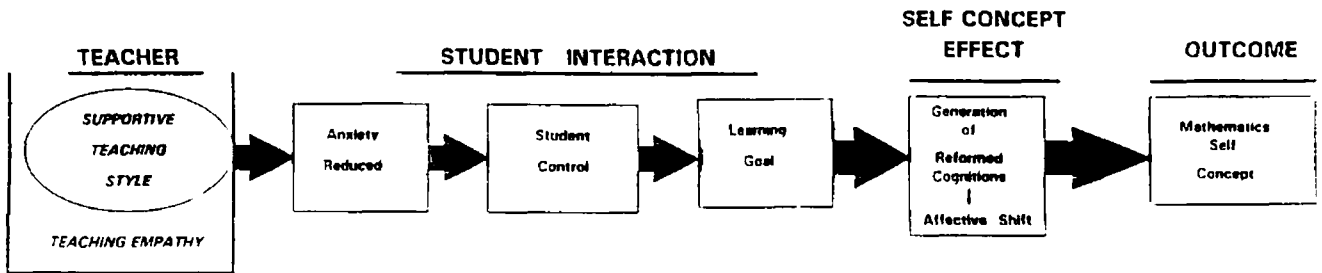 TEACHER
STUDENT INTERACTION
SELF CONCEPT
EFFECT
OUTCOME
SUPPORTIVE
TEACHING
STYLE
TEACHING EMPATHY
Anxiety
Reduced
Student
Control
Learning
Goal
Generation
of
Reformed
Cognitions
Affective Shift
Mathematics
Self
Concept